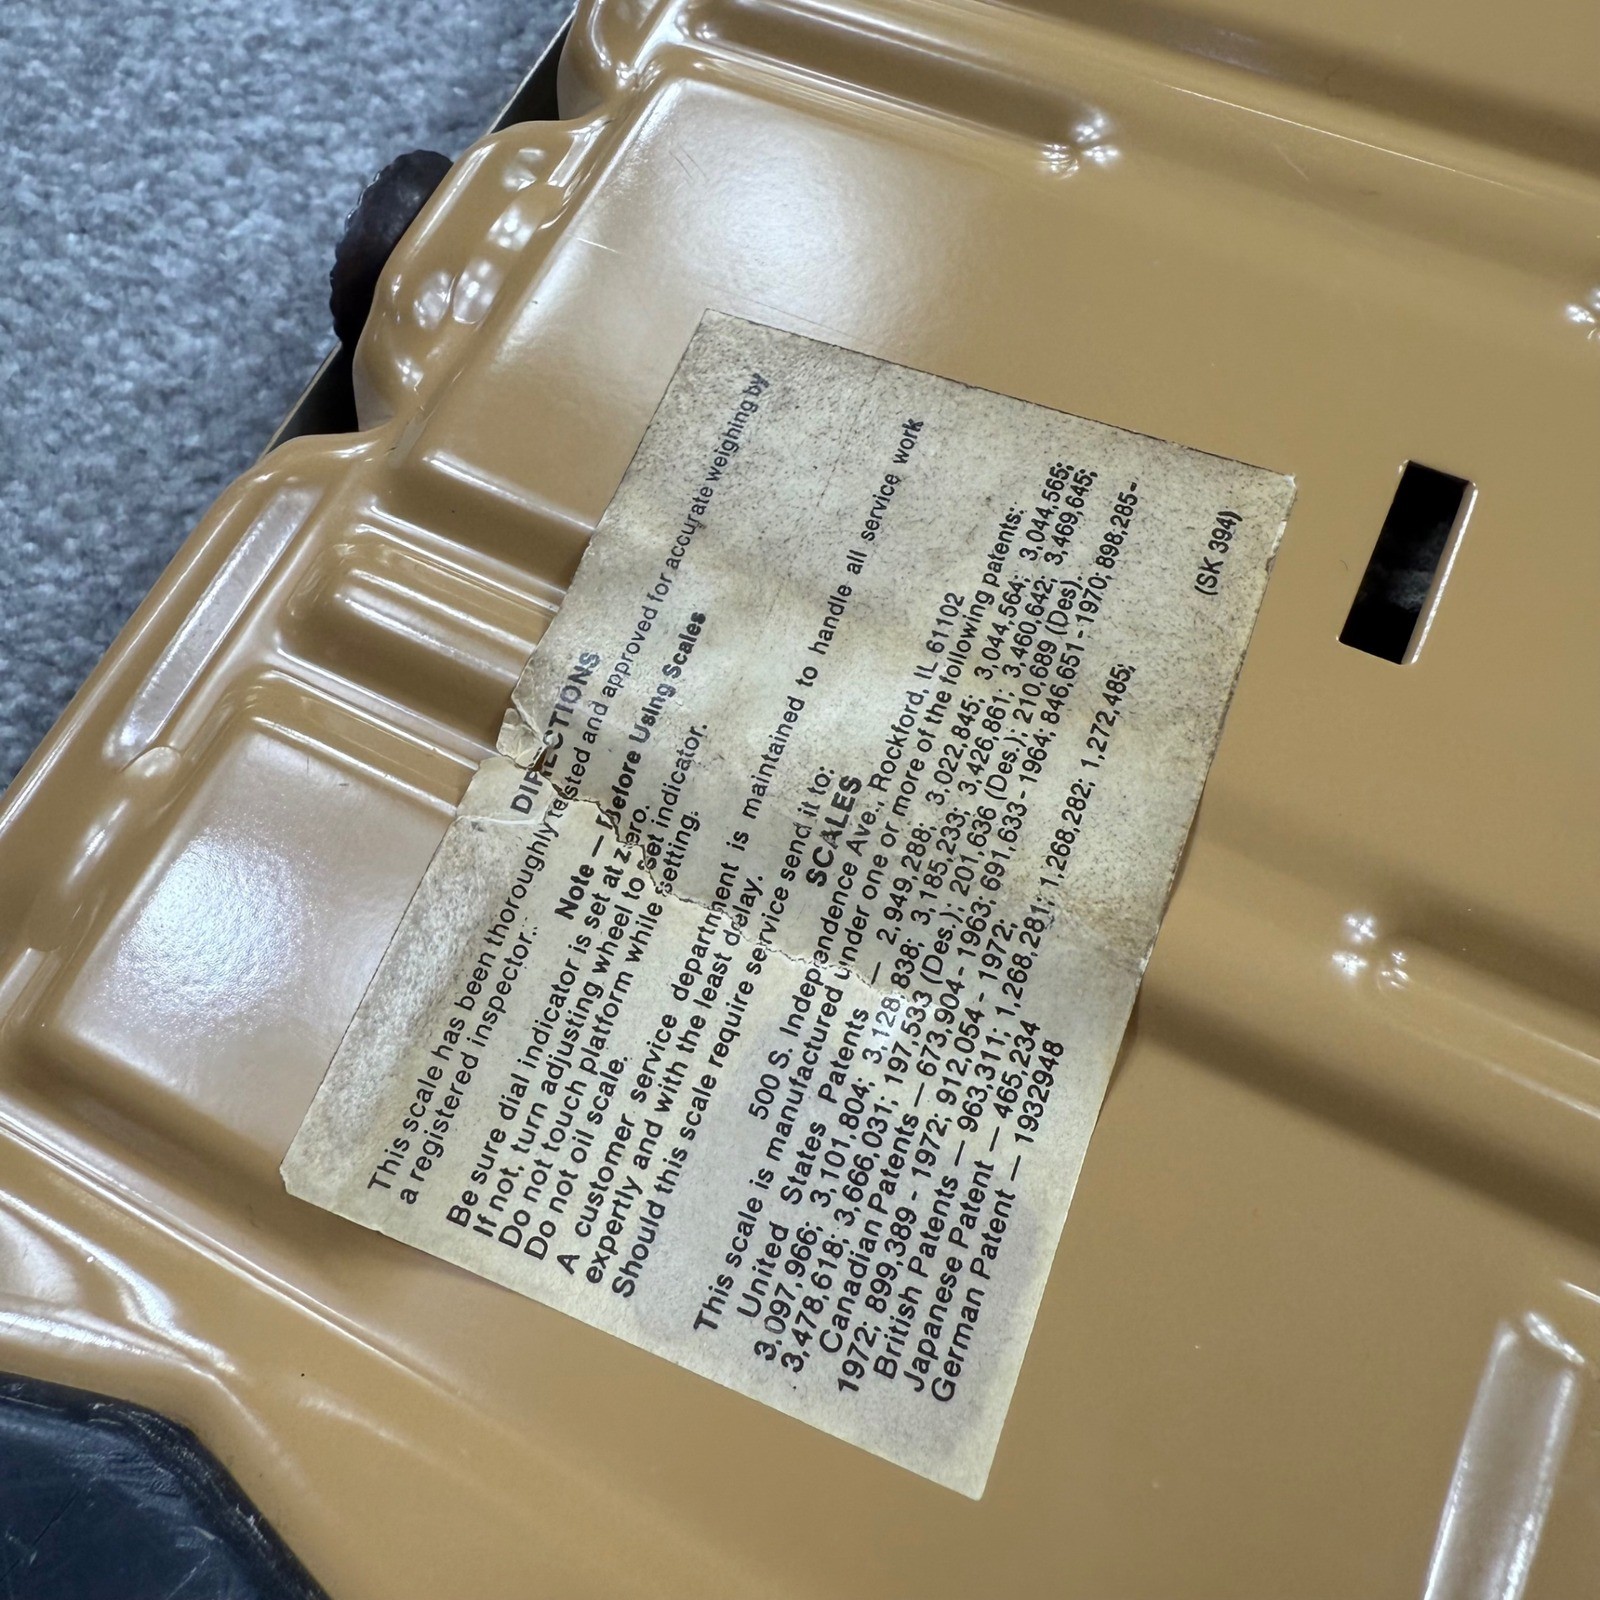 DIRECTIONS
This scale has been thoroughly tested and approved for accurate weighing by
a registered inspector.
Note — Before Using Scales
Be sure dial indicator is set at zero.
If not, turn adjusting wheel to set indicator.
Do not touch platform while setting.
Do not oil scale.
A customer service department is maintained to handle all service work
expertly and with the least delay.
Should this scale require service send it to:
SCALES
500 S. Independence Ave., Rockford, IL 61102
This scale is manufactured under one or more of the following patents:
United States Patents — 2,949,288; 3,022,845; 3,044,564; 3,044,565;
3,097,966; 3,101,804; 3,128,838; 3,185,233; 3,426,861; 3,460,642; 3,469,645;
3,478,618; 3,666,031; 197,533 (Des.); 201,636 (Des.); 210,689 (Des).
Canadian Patents — 673,904 - 1963; 691,633 - 1964; 846,651 - 1970; 898,285 -
1972; 899,389 - 1972; 912,054 - 1972;
British Patents — 963,311; 1,268,281; 1,268,282; 1,272,485;
Japanese Patent — 465,234
German Patent — 1932948
(SK 394)